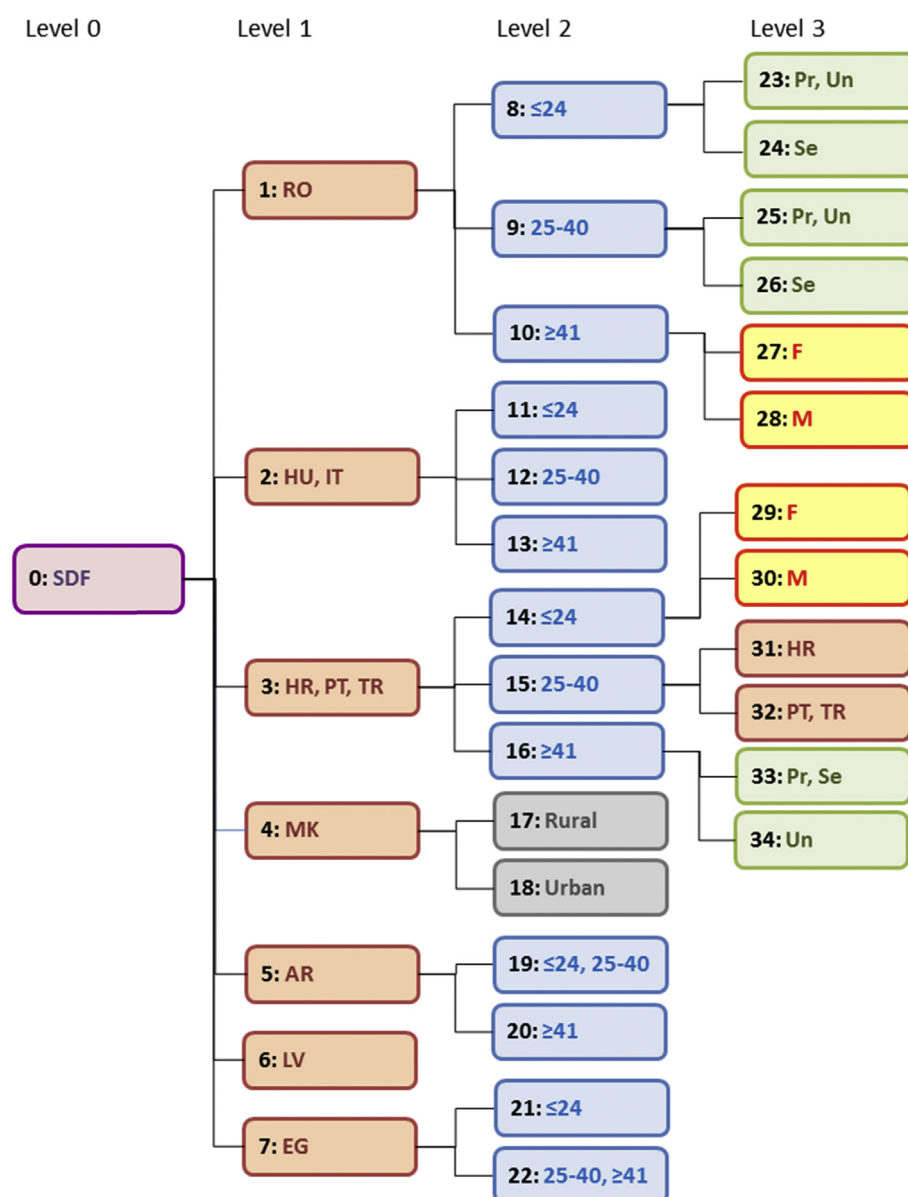 Level 0
Level 1
Level 2
Level 3
0: SDF
1: RO
2: HU, IT
3: HR, PT, TR
4: MK
5: AR
6: LV
7: EG
8: ≤24
9: 25-40
10: ≥41
11: ≤24
12: 25-40
13: ≥41
14: ≤24
15: 25-40
16: ≥41
17: Rural
18: Urban
19: ≤24, 25-40
20: ≥41
21: ≤24
22: 25-40, ≥41
23: Pr, Un
24: Se
25: Pr, Un
26: Se
27: F
28: M
29: F
30: M
31: HR
32: PT, TR
33: Pr, Se
34: Un